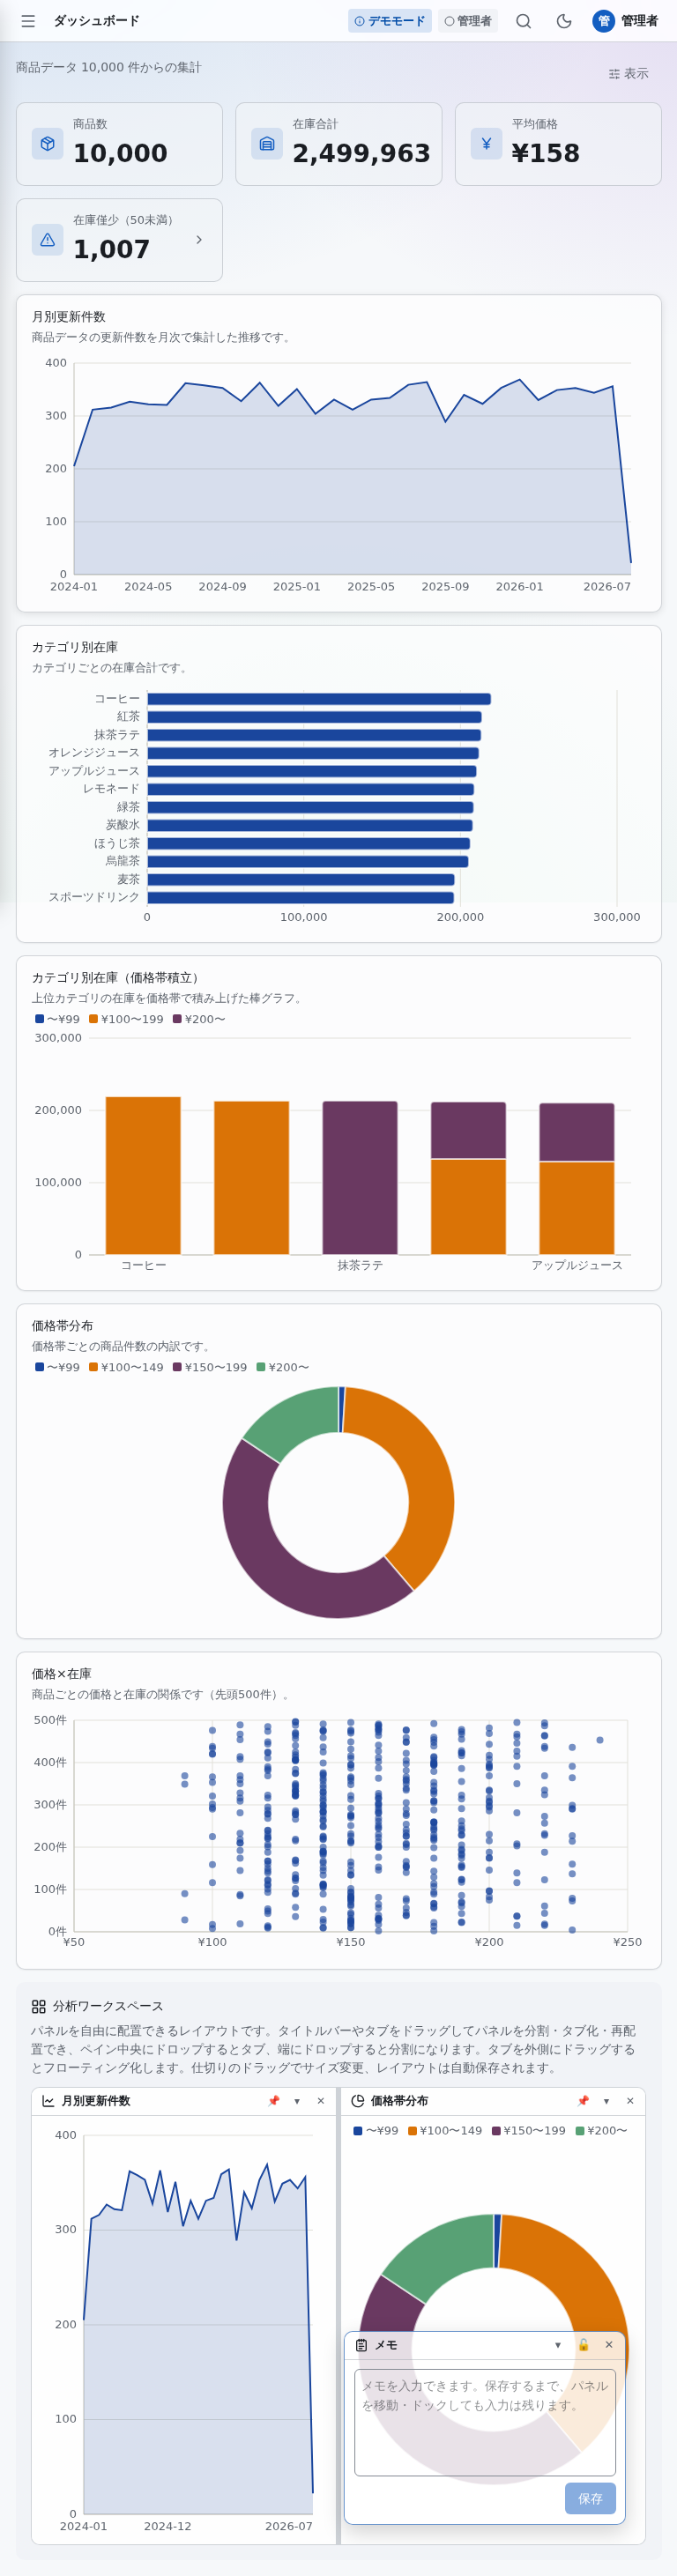 ダッシュボード
デモモード
管理者
管 管理者
商品データ 10,000 件からの集計
表示
商品数
10,000
在庫合計
2,499,963
平均価格
¥158
在庫僅少（50未満）
1,007
月別更新件数
商品データの更新件数を月次で集計した推移です。
400
300
200
100
0
2024-01 2024-05 2024-09 2025-01 2025-05 2025-09 2026-01 2026-07
カテゴリ別在庫
カテゴリごとの在庫合計です。
コーヒー
紅茶
抹茶ラテ
オレンジジュース
アップルジュース
レモネード
緑茶
炭酸水
ほうじ茶
烏龍茶
麦茶
スポーツドリンク
0 100,000 200,000 300,000
カテゴリ別在庫（価格帯積立）
上位カテゴリの在庫を価格帯で積み上げた棒グラフ。
〜¥99 ¥100〜199 ¥200〜
300,000
200,000
100,000
0
コーヒー 抹茶ラテ アップルジュース
価格帯分布
価格帯ごとの商品件数の内訳です。
〜¥99 ¥100〜149 ¥150〜199 ¥200〜
価格×在庫
商品ごとの価格と在庫の関係です（先頭500件）。
500件
400件
300件
200件
100件
0件
¥50 ¥100 ¥150 ¥200 ¥250
分析ワークスペース
パネルを自由に配置できるレイアウトです。タイトルバーやタブをドラッグしてパネルを分割・タブ化・再配
置でき、ペイン中央にドロップするとタブ、端にドロップすると分割になります。タブを外側にドラッグする
とフローティング化します。仕切りのドラッグでサイズ変更、レイアウトは自動保存されます。
月別更新件数
400
300
200
100
0
2024-01 2024-12 2026-07
価格帯分布
〜¥99 ¥100〜149 ¥150〜199 ¥200〜
メモ
メモを入力できます。保存するまで、パネル
を移動・ドックしても入力は残ります。
保存